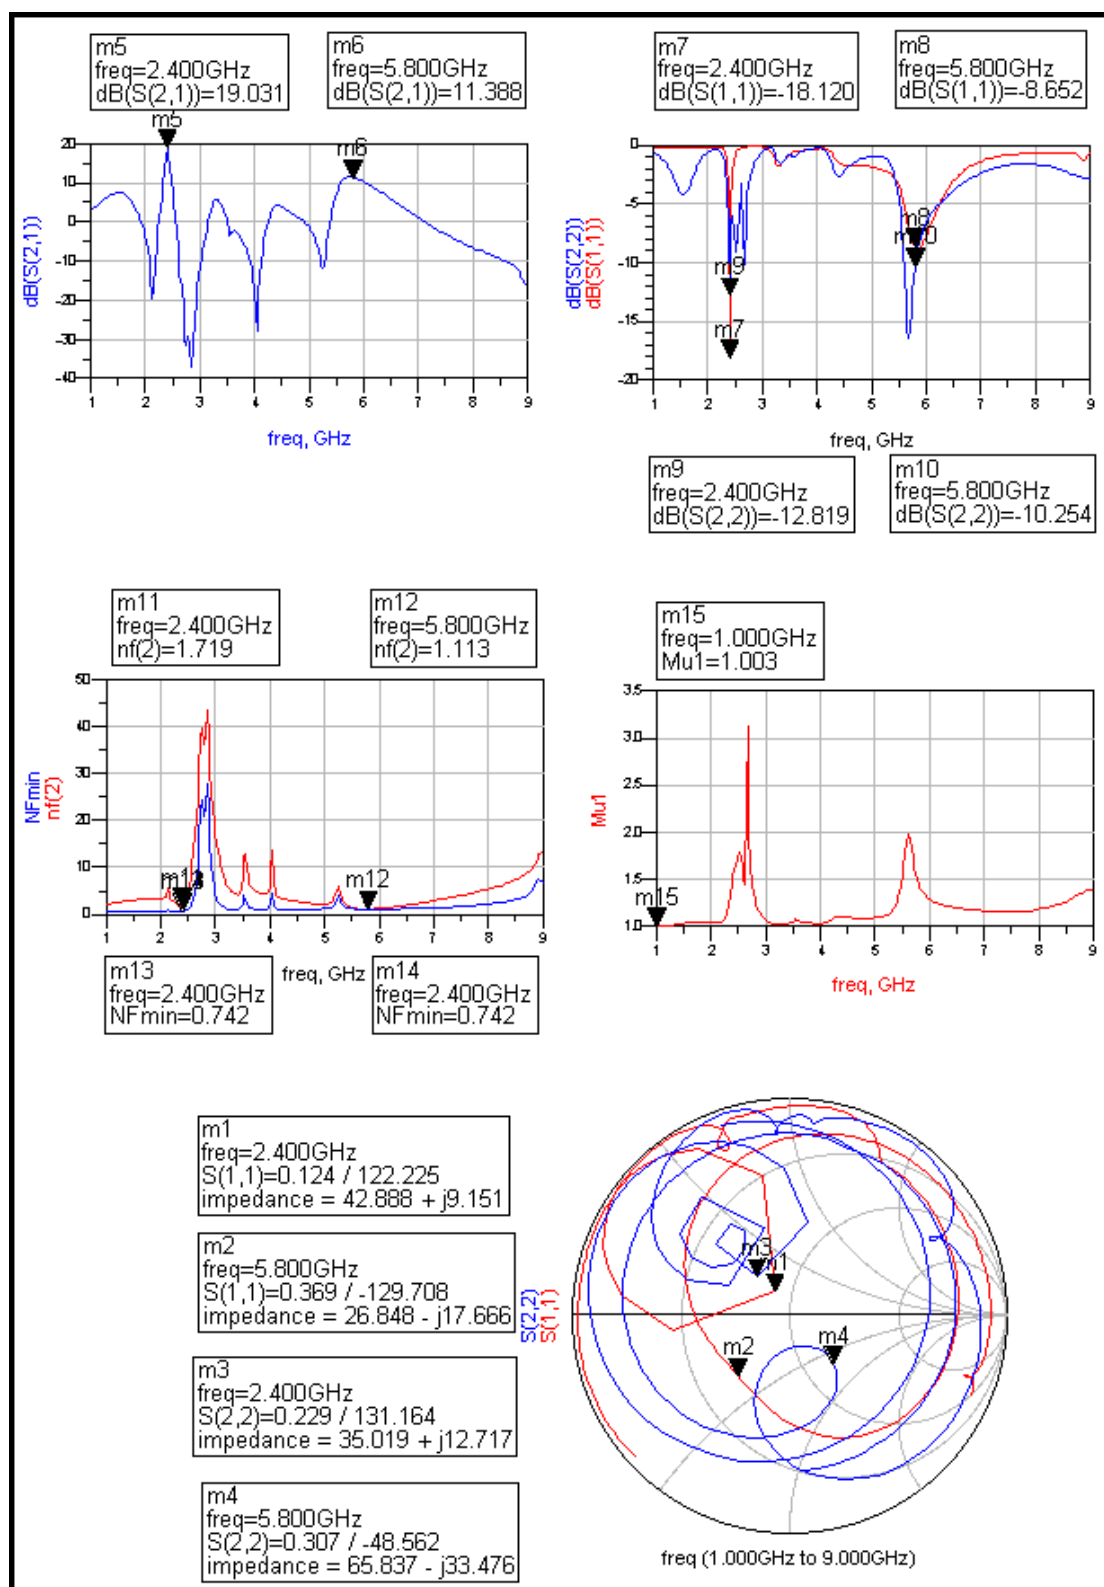 m5
freq=2.400GHz
dB(S(2,1))=19.031
m6
freq=5.800GHz
dB(S(2,1))=11.388
m7
freq=2.400GHz
dB(S(1,1))=-18.120
m8
freq=5.800GHz
dB(S(1,1))=-8.652
m5
m6
20
10
0
-10
-20
-30
-40
dB(S(2,1))
1 2 3 4 5 6 7 8 9
freq, GHz
m8
m10
m9
m7
0
-5
-10
-15
-20
dB(S(2,2))
dB(S(1,1))
1 2 3 4 5 6 7 8 9
freq, GHz
m9
freq=2.400GHz
dB(S(2,2))=-12.819
m10
freq=5.800GHz
dB(S(2,2))=-10.254
m11
freq=2.400GHz
nf(2)=1.719
m12
freq=5.800GHz
nf(2)=1.113
m15
freq=1.000GHz
Mu1=1.003
50
40
30
20
10
0
NFmin
nf(2)
m12
1 2 3 4 5 6 7 8 9
freq, GHz
3.5
3.0
2.5
2.0
1.5
1.0
Mu1
m15
1 2 3 4 5 6 7 8 9
freq, GHz
m13
freq=2.400GHz
NFmin=0.742
m14
freq=2.400GHz
NFmin=0.742
m1
freq=2.400GHz
S(1,1)=0.124 / 122.225
impedance = 42.888 + j9.151
m2
freq=5.800GHz
S(1,1)=0.369 / -129.708
impedance = 26.848 - j17.666
m3
freq=2.400GHz
S(2,2)=0.229 / 131.164
impedance = 35.019 + j12.717
m4
freq=5.800GHz
S(2,2)=0.307 / -48.562
impedance = 65.837 - j33.476
S(2,2)
S(1,1)
m3
m1
m2
m4
freq (1.000GHz to 9.000GHz)